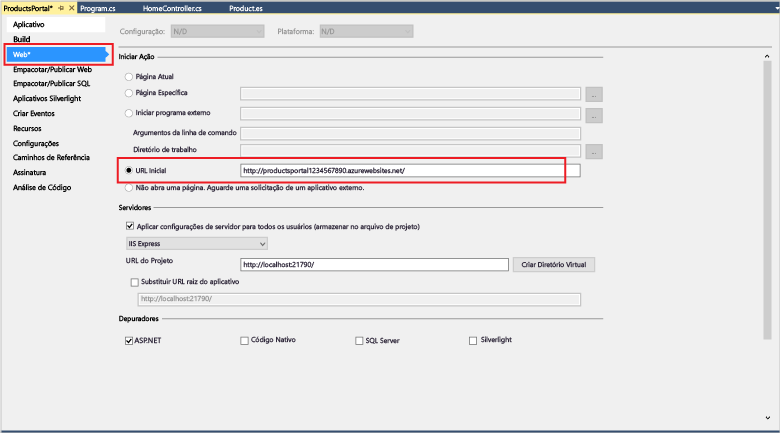 ProductsPortal* Program.cs HomeController.cs Product.es
Aplicativo
Build
Web*
Empacotar/Publicar Web
Empacotar/Publicar SQL
Aplicativos Silverlight
Criar Eventos
Recursos
Configurações
Caminhos de Referência
Assinatura
Análise de Código
Configuração: N/D Plataforma: N/D
Iniciar Ação
Página Atual
Página Específica ...
Iniciar programa externo ...
Argumentos da linha de comando
Diretório de trabalho ...
URL Inicial http://productsportal1234567890.azurewebsites.net/
Não abra uma página. Aguarde uma solicitação de um aplicativo externo.
Servidores
Aplicar configurações de servidor para todos os usuários (armazenar no arquivo de projeto)
IIS Express
URL do Projeto http://localhost:21790/ Criar Diretório Virtual
Substituir URL raiz do aplicativo
http://localhost:21790/
Depuradores
ASP.NET Código Nativo SQL Server Silverlight